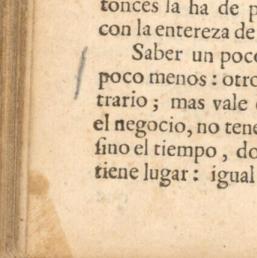 tonces la ha de p
con la entereza de
Saber un poco
poco menos: otro
trario; mas vale
el negocio, no tene
ſino el tiempo, do
tiene lugar: igual